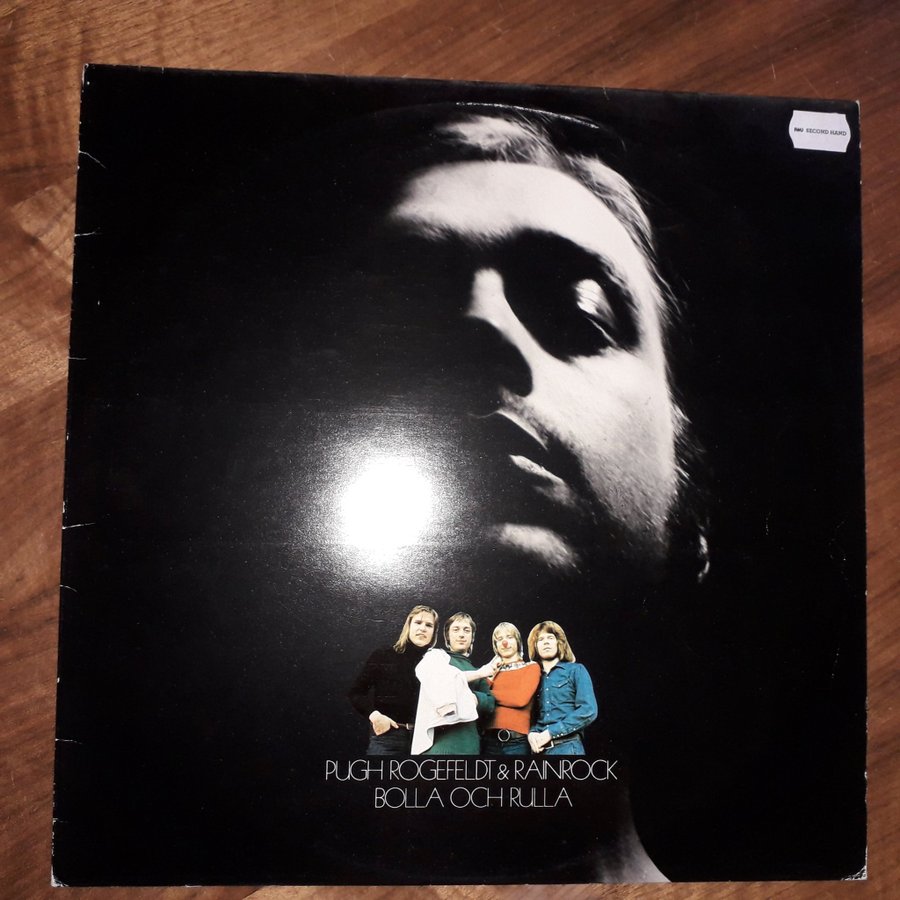 SECOND HAND
PUGH ROGEFELDT & RAINROCK
BOLLA OCH RULLA